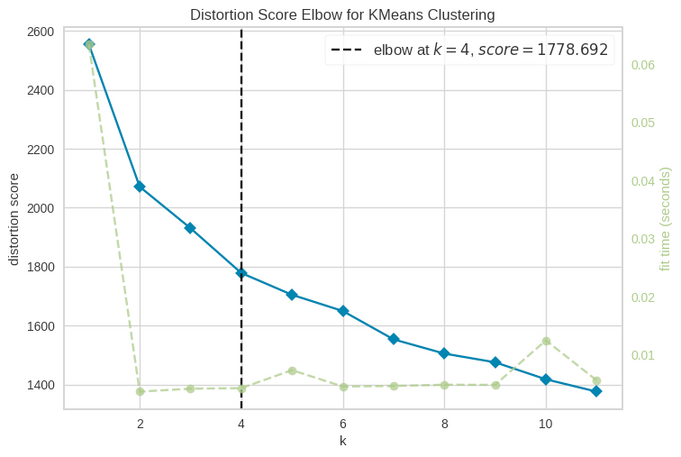 Distortion Score Elbow for KMeans Clustering
elbow at k = 4, score = 1778.692
distortion score
2600
2400
2200
2000
1800
1600
1400
0.06
0.05
0.04
0.03
0.02
0.01
fit time (seconds)
2 4 6 8 10
k